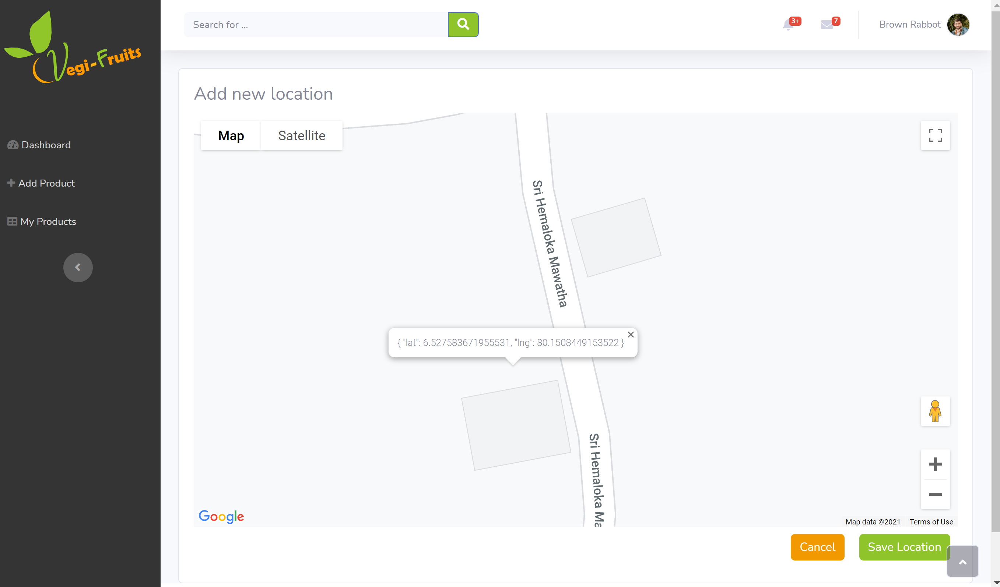 Vegi-Fruits
Search for ...
3+
7
Brown Rabbot
Add new location
Dashboard
Add Product
My Products
Map
Satellite
Sri Hemaloka Mawatha
{ "lat": 6.527583671955531, "lng": 80.1508449153522 }
Sri Hemaloka Ma
Google
Map data ©2021
Terms of Use
Cancel
Save Location